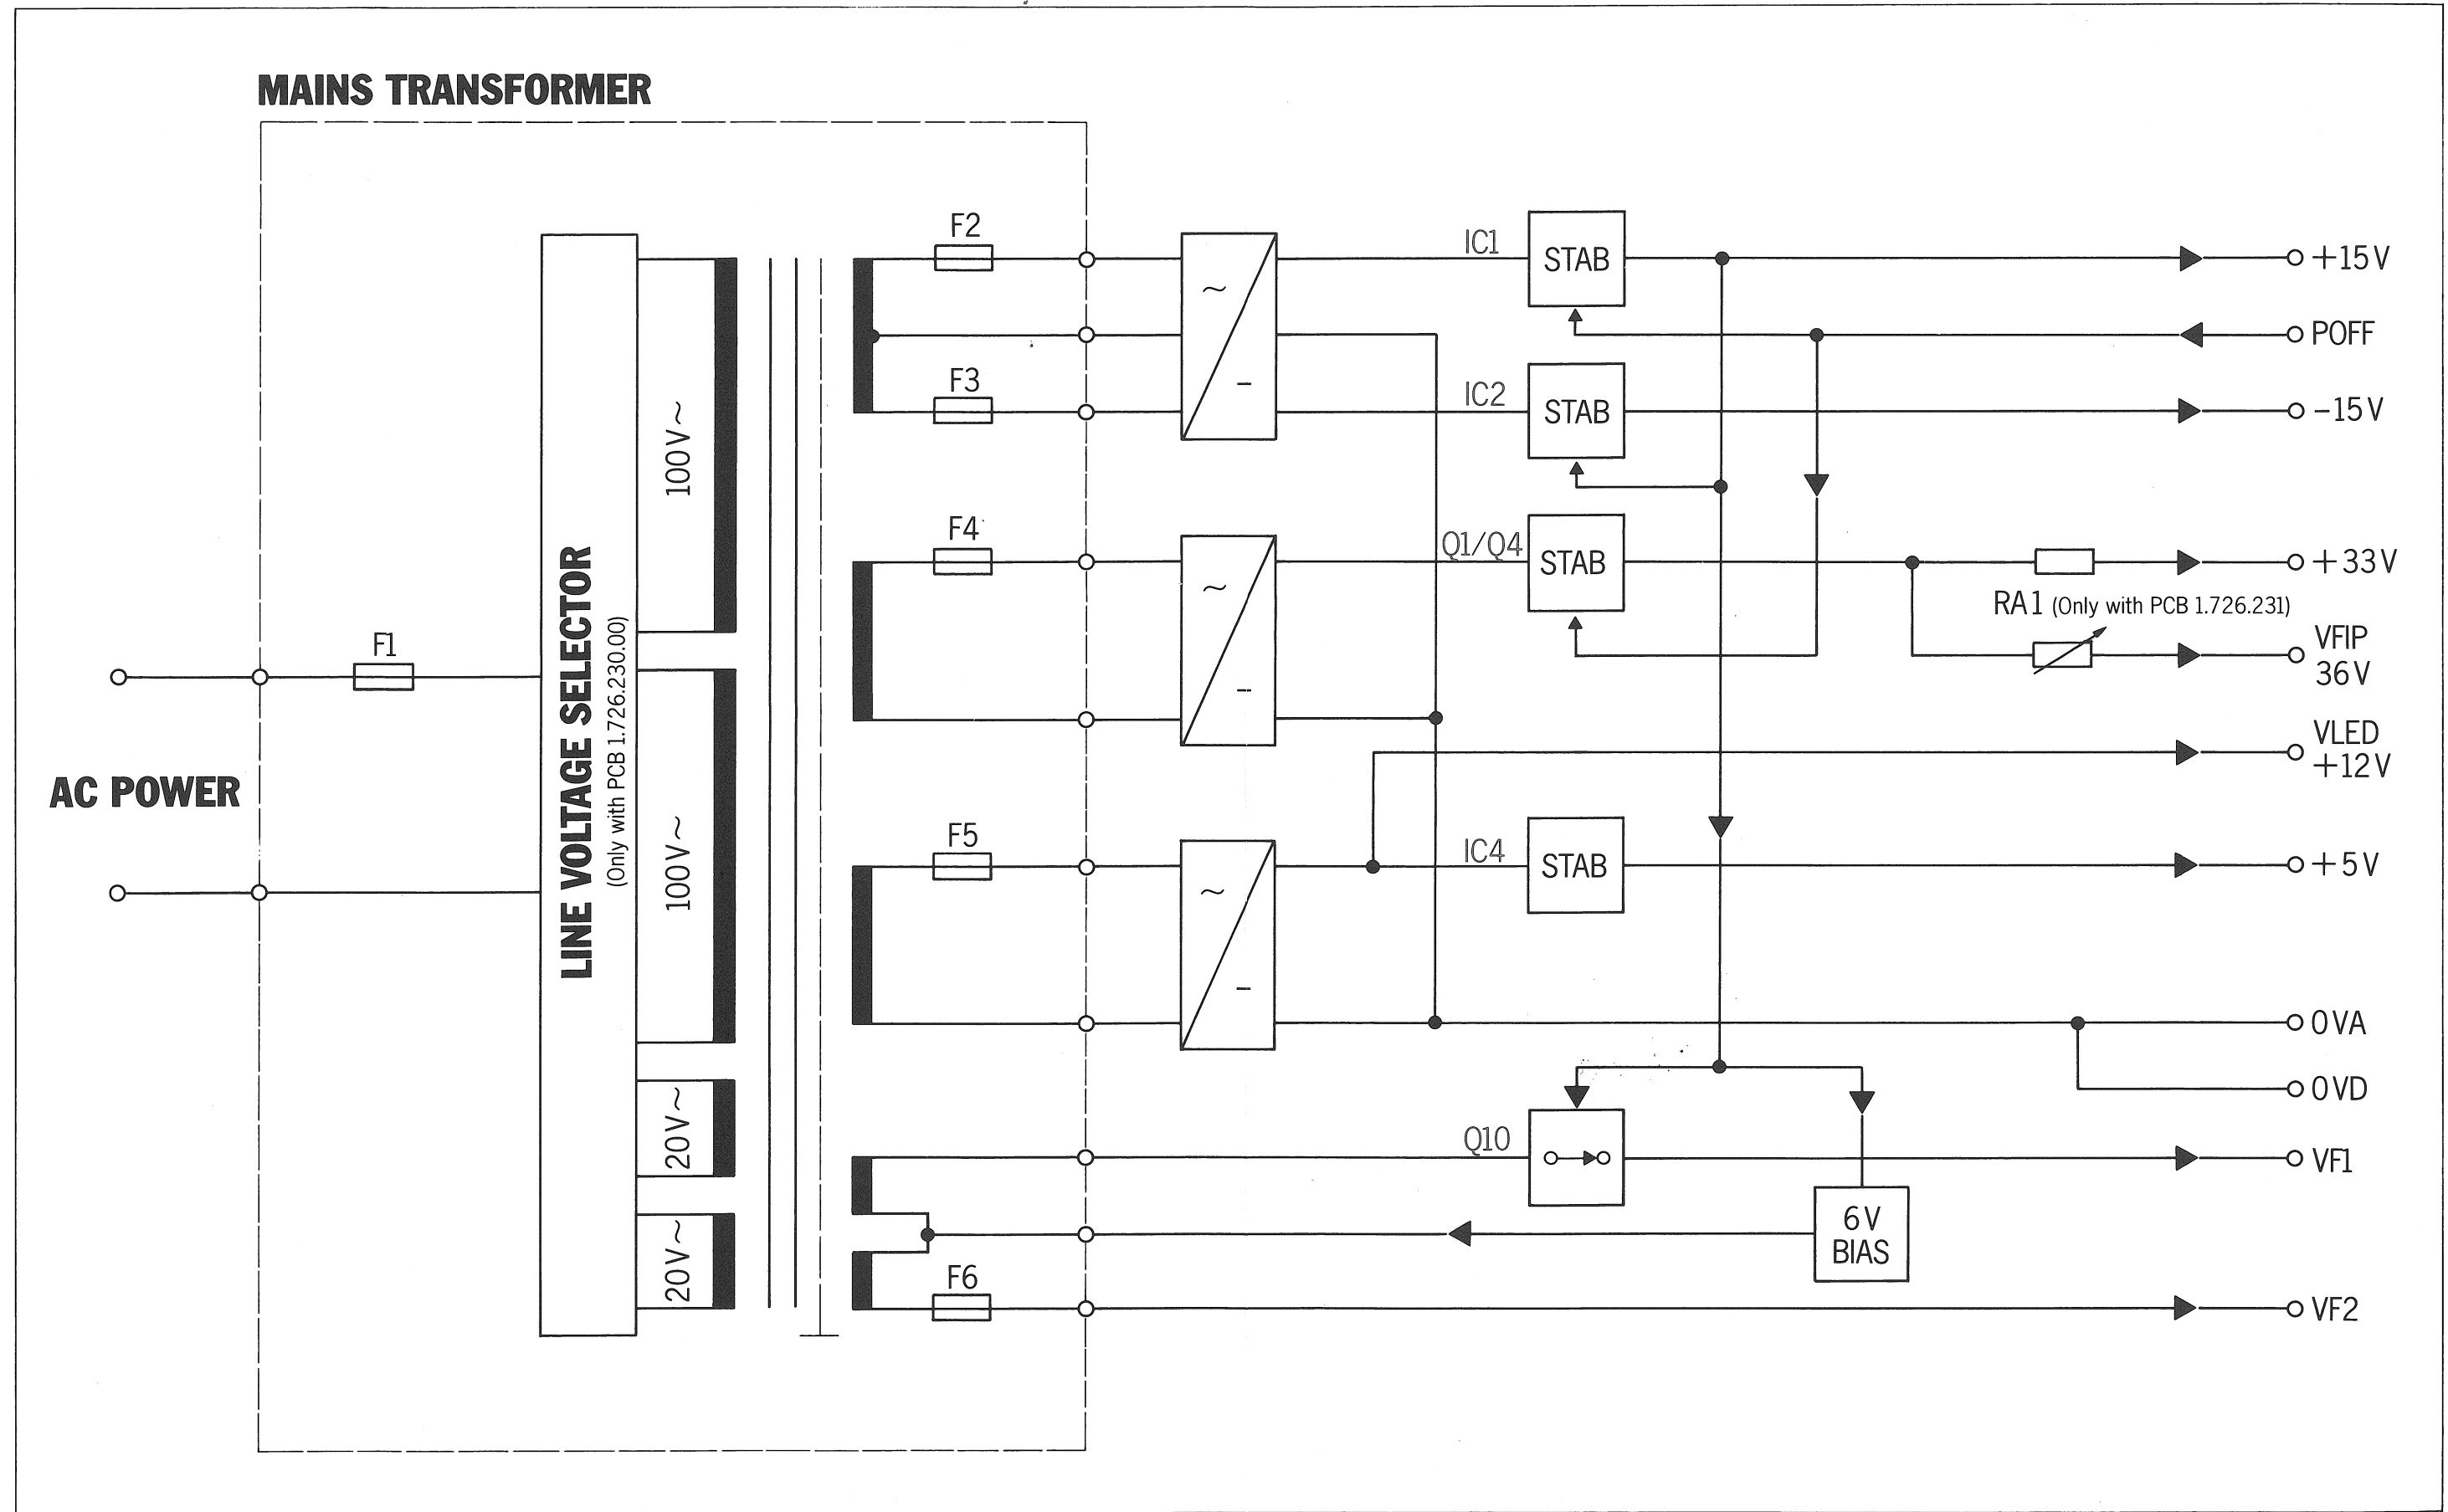 MAINS TRANSFORMER
AC POWER
F1
LINE VOLTAGE SELECTOR
(Only with PCB 1.726.230.00)
100V~
100V~
20V~
20V~
F2
F3
F4
F5
F6
~
–
~
–
~
–
IC1
STAB
IC2
STAB
Q1/Q4
STAB
IC4
STAB
Q10
6V
BIAS
+15V
POFF
–15V
+33V
RA1 (Only with PCB 1.726.231)
VFIP
36V
VLED
+12V
+5V
0VA
0VD
VF1
VF2